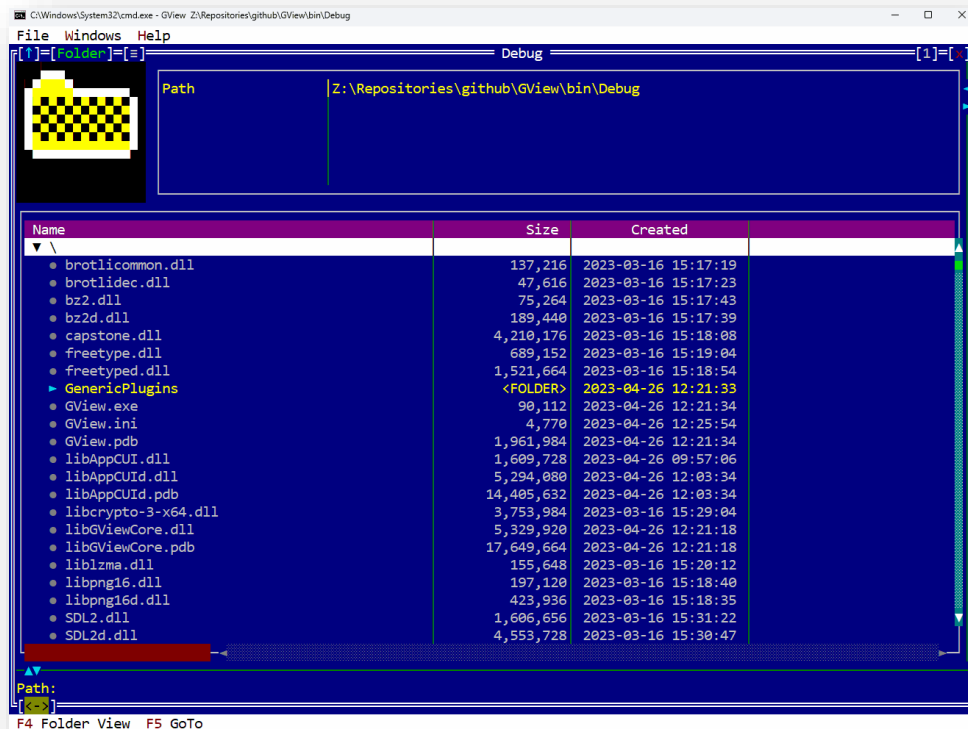 C:\Windows\System32\cmd.exe - GView Z:\Repositories\github\GView\bin\Debug
File Windows Help
[↑]=[Folder]=[≡] Debug [1]=[×]
Path Z:\Repositories\github\GView\bin\Debug
Name Size Created
▼ \
brotlicommon.dll 137,216 2023-03-16 15:17:19
brotlidec.dll 47,616 2023-03-16 15:17:23
bz2.dll 75,264 2023-03-16 15:17:43
bz2d.dll 189,440 2023-03-16 15:17:39
capstone.dll 4,210,176 2023-03-16 15:18:08
freetype.dll 689,152 2023-03-16 15:19:04
freetyped.dll 1,521,664 2023-03-16 15:18:54
► GenericPlugins <FOLDER> 2023-04-26 12:21:33
GView.exe 90,112 2023-04-26 12:21:34
GView.ini 4,770 2023-04-26 12:25:54
GView.pdb 1,961,984 2023-04-26 12:21:34
libAppCUI.dll 1,609,728 2023-04-26 09:57:06
libAppCUId.dll 5,294,080 2023-04-26 12:03:34
libAppCUId.pdb 14,405,632 2023-04-26 12:03:34
libcrypto-3-x64.dll 3,753,984 2023-03-16 15:29:04
libGViewCore.dll 5,329,920 2023-04-26 12:21:18
libGViewCore.pdb 17,649,664 2023-04-26 12:21:18
liblzma.dll 155,648 2023-03-16 15:20:12
libpng16.dll 197,120 2023-03-16 15:18:40
libpng16d.dll 423,936 2023-03-16 15:18:35
SDL2.dll 1,606,656 2023-03-16 15:31:22
SDL2d.dll 4,553,728 2023-03-16 15:30:47
Path:
[<->]
F4 Folder View F5 GoTo